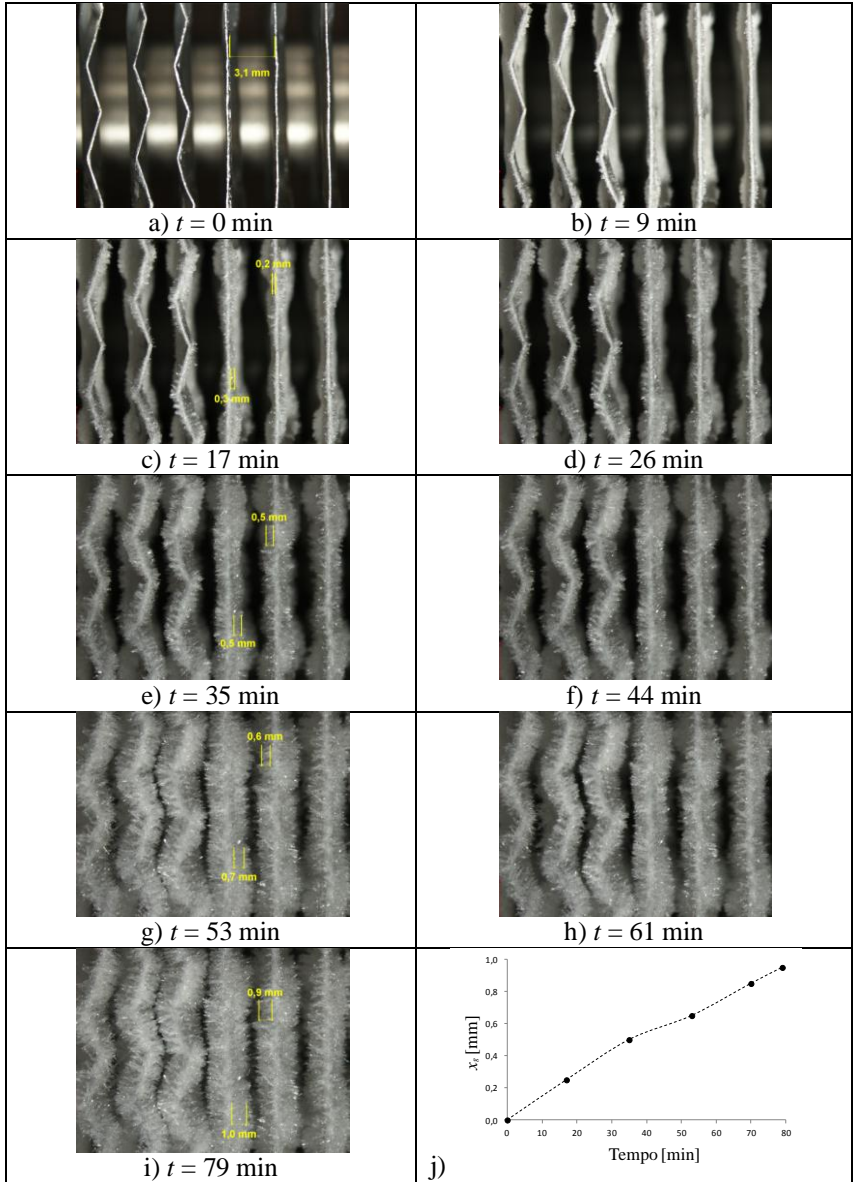 3,1 mm
a) t = 0 min
b) t = 9 min
0,2 mm
0,3 mm
c) t = 17 min
d) t = 26 min
0,5 mm
0,5 mm
e) t = 35 min
f) t = 44 min
0,6 mm
0,7 mm
g) t = 53 min
h) t = 61 min
0,9 mm
1,0 mm
i) t = 79 min
1,0
0,8
0,6
0,4
0,2
0,0
xg [mm]
0 10 20 30 40 50 60 70 80
Tempo [min]
j)